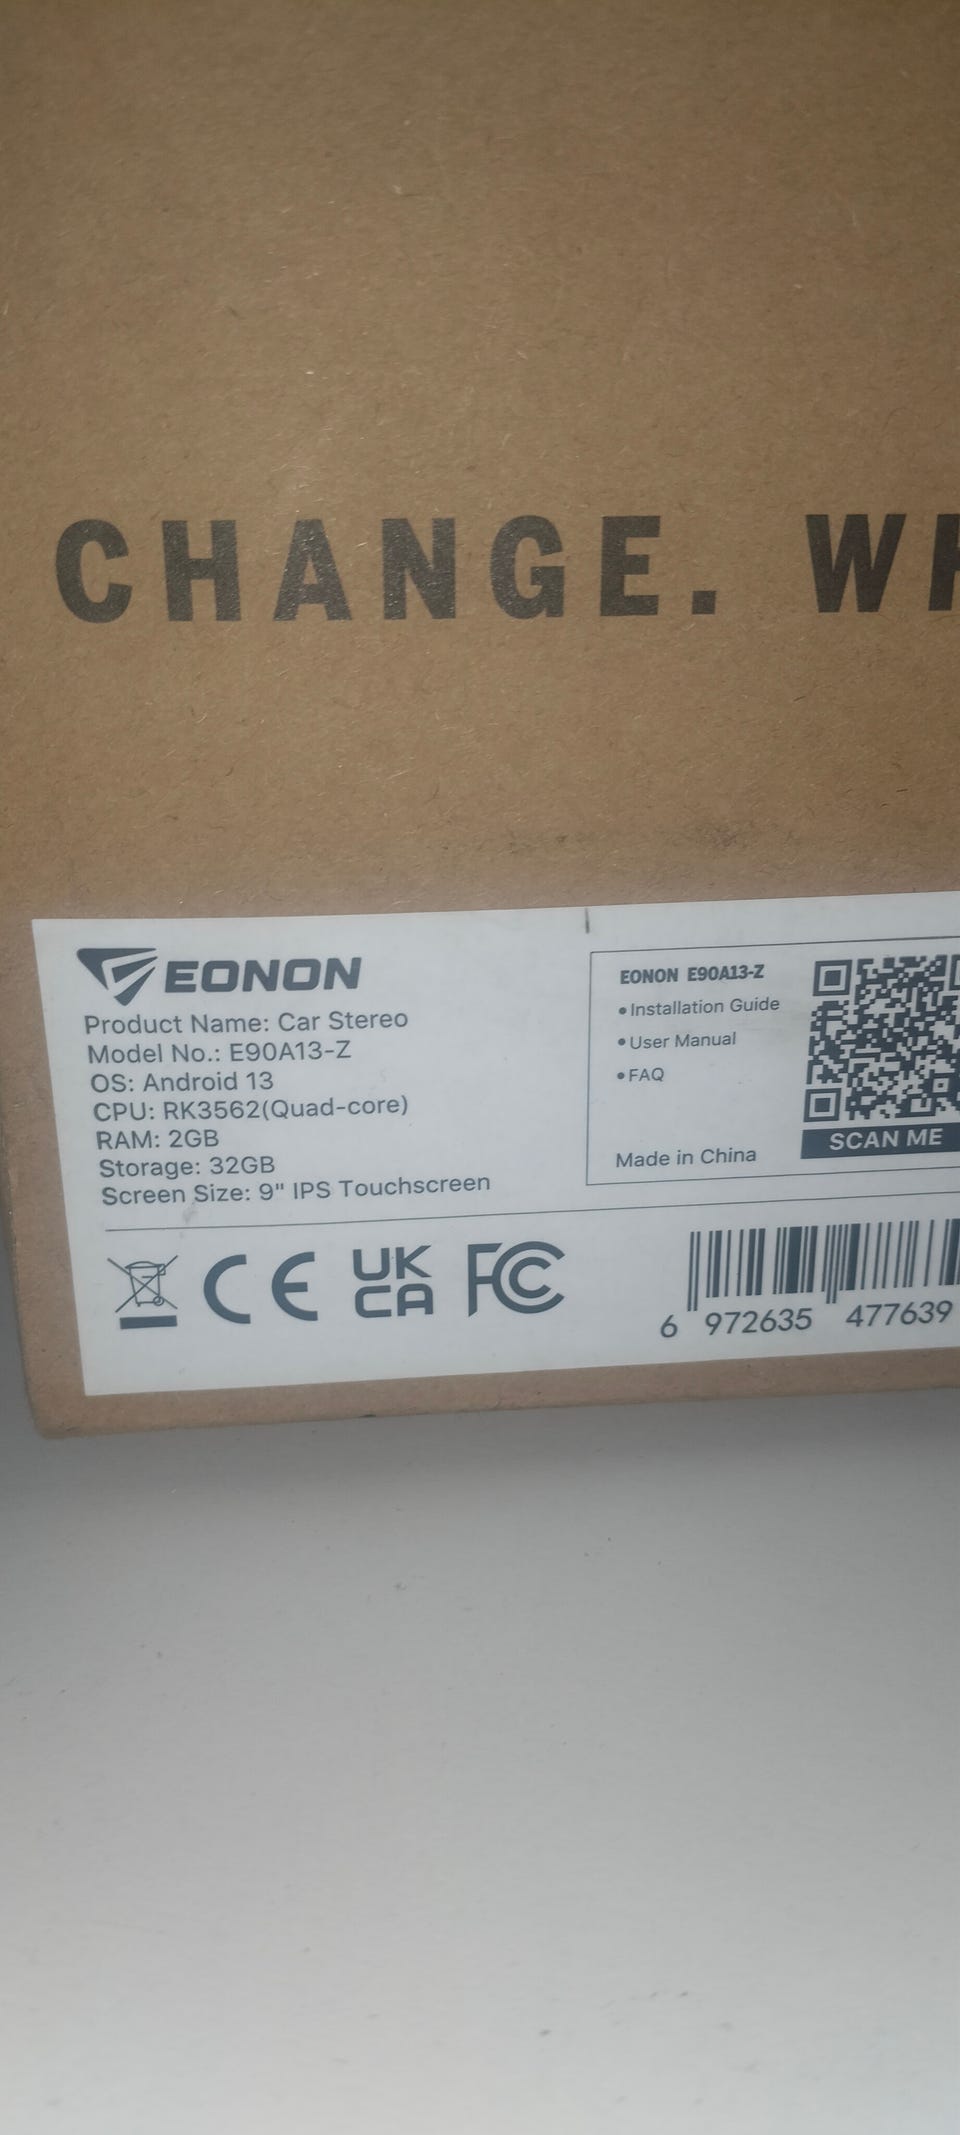 CHANGE. WH
EONON
Product Name: Car Stereo
Model No.: E90A13-Z
OS: Android 13
CPU: RK3562(Quad-core)
RAM: 2GB
Storage: 32GB
Screen Size: 9" IPS Touchscreen
EONON E90A13-Z
•Installation Guide
•User Manual
•FAQ
Made in China
SCAN ME
CE UK CA FC
6 972635 477639